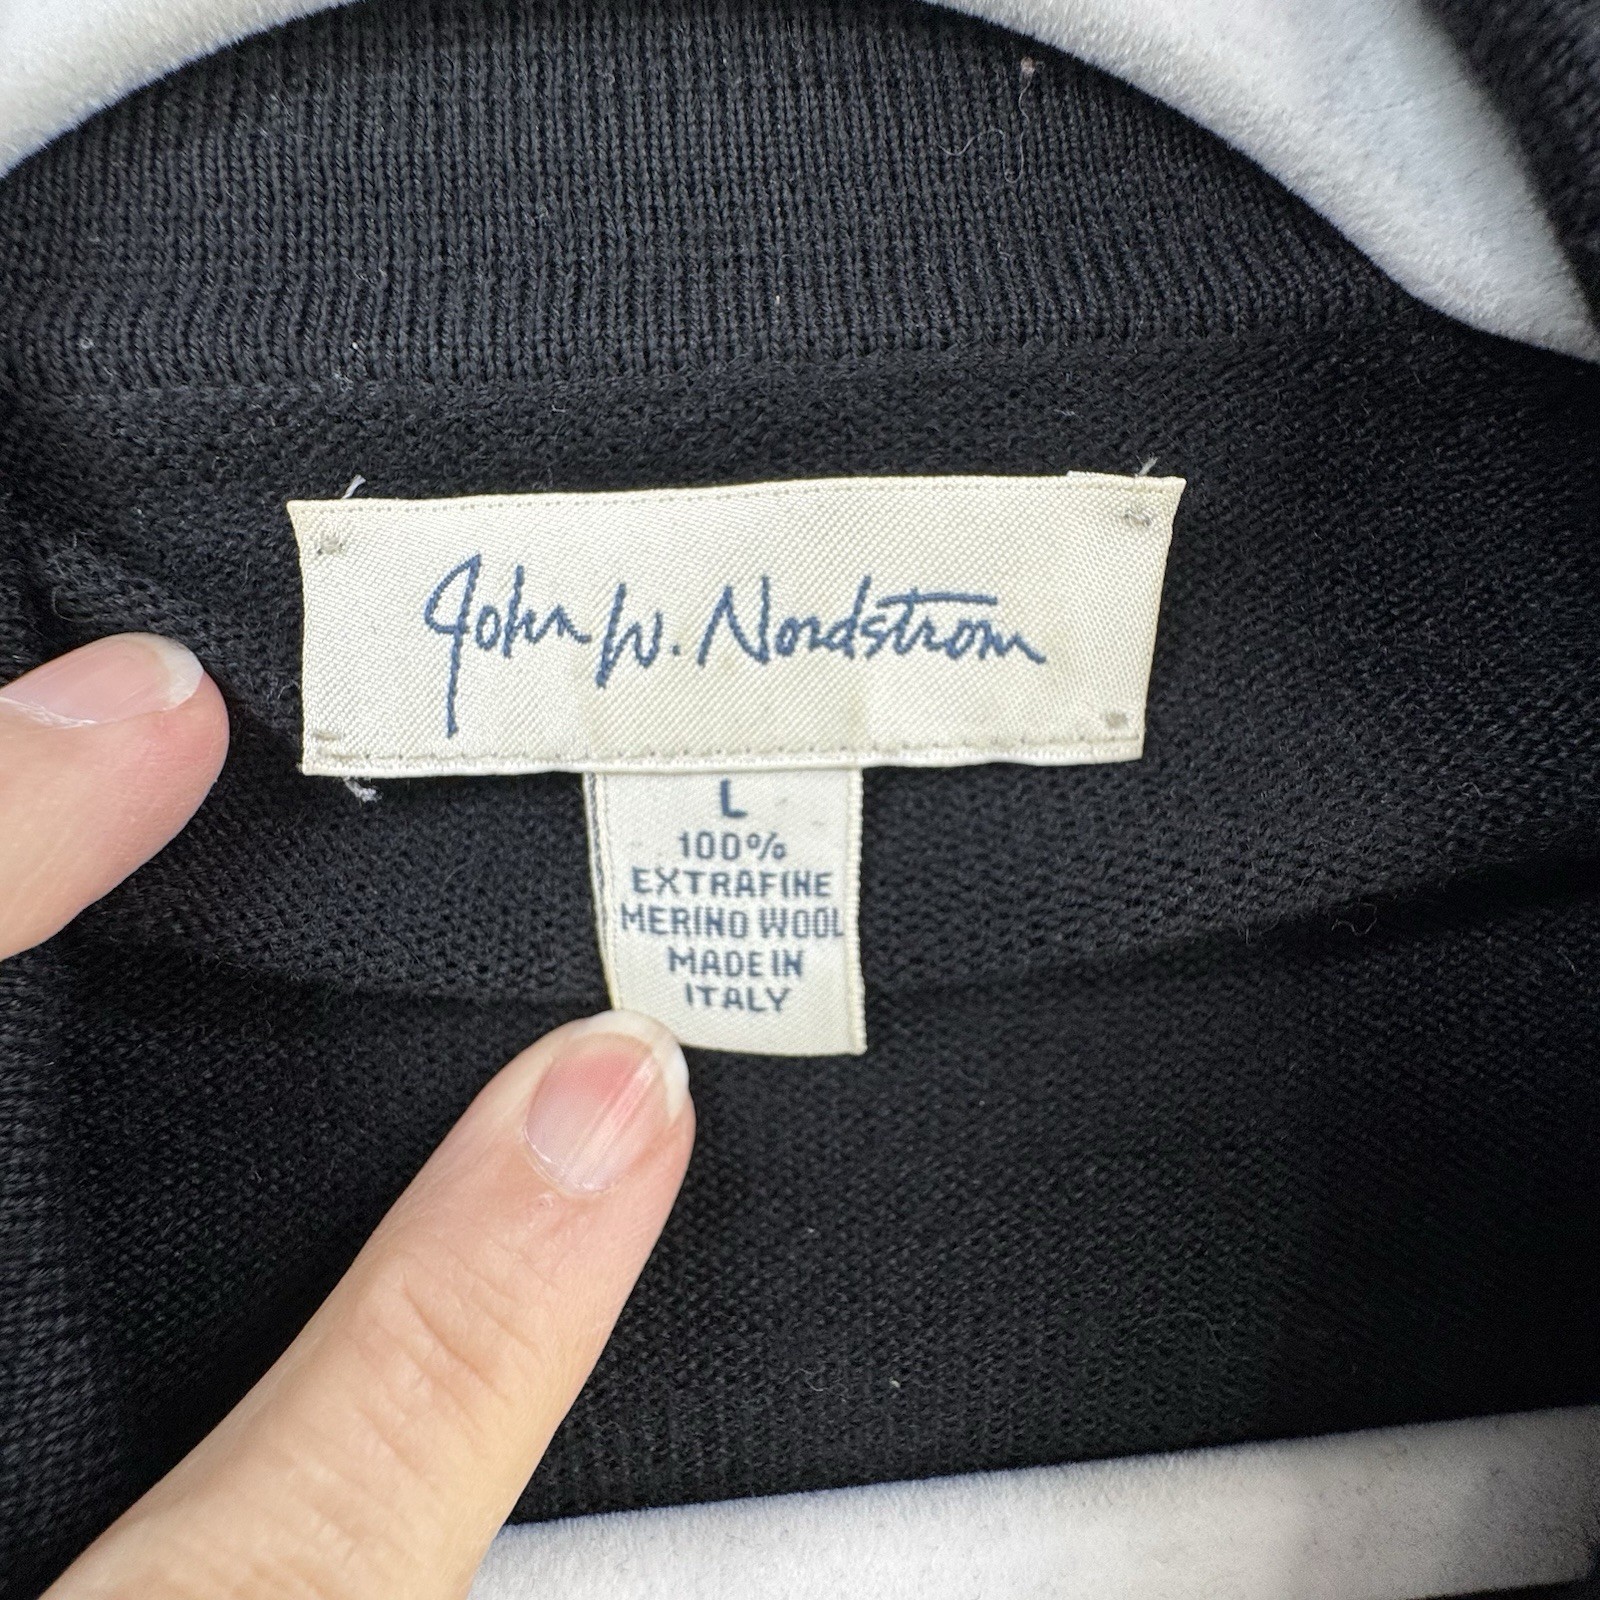 John W. Nordstrom
L
100%
EXTRAFINE
MERINO WOOL
MADE IN
ITALY